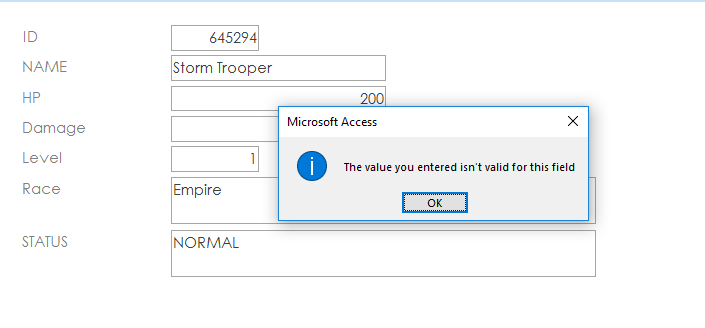 ID 645294
NAME Storm Trooper
HP 200
Microsoft Access
Damage
Level 1
The value you entered isn't valid for this field
Race Empire
OK
STATUS NORMAL